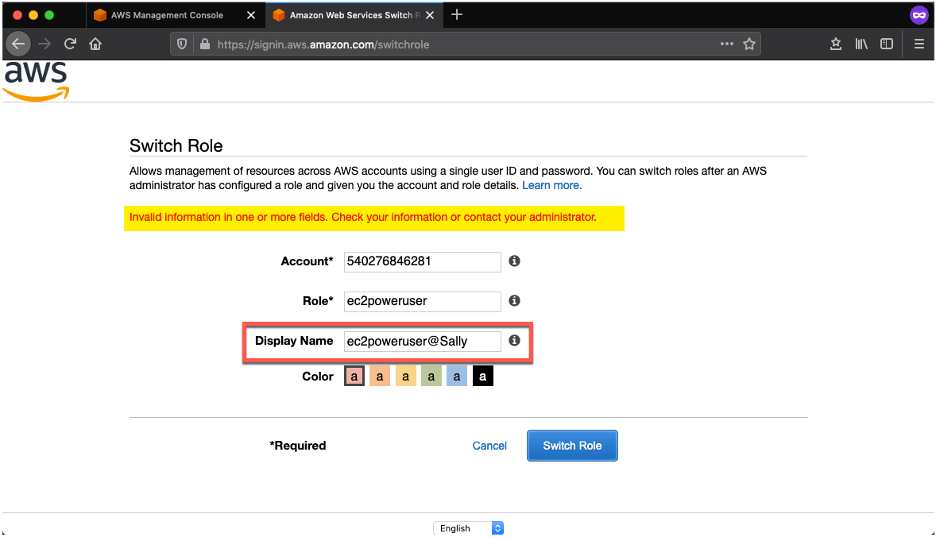 AWS Management Console
Amazon Web Services Switch R
https://signin.aws.amazon.com/switchrole
aws
Switch Role
Allows management of resources across AWS accounts using a single user ID and password. You can switch roles after an AWS
administrator has configured a role and given you the account and role details. Learn more.
Invalid information in one or more fields. Check your information or contact your administrator.
Account* 540276846281
Role* ec2poweruser
Display Name ec2poweruser@Sally
Color a a a a a a
*Required Cancel Switch Role
English